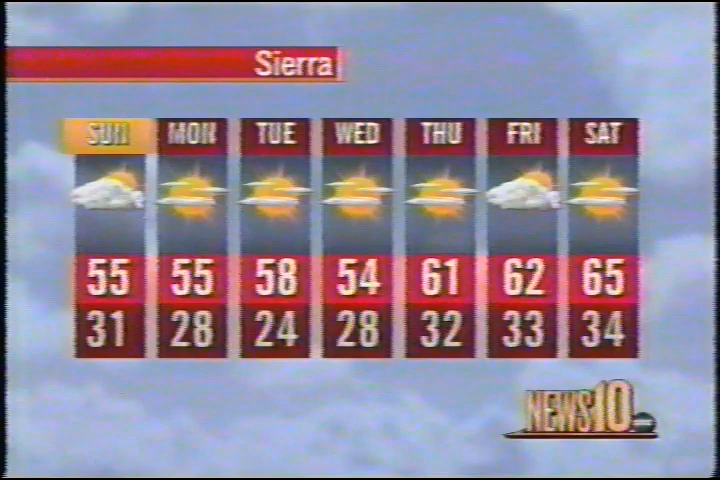 Sierra
SUN MON TUE WED THU FRI SAT
55 55 58 54 61 62 65
31 28 24 28 32 33 34
NEWS10